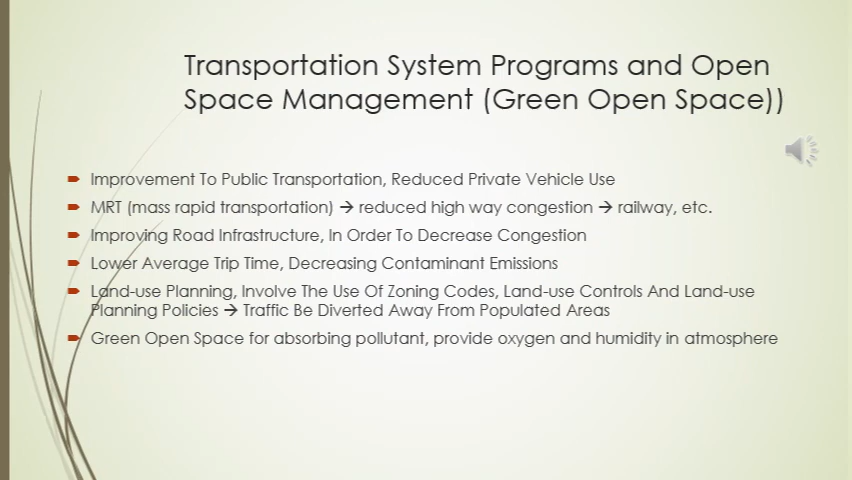 Transportation System Programs and Open
Space Management (Green Open Space))
Improvement To Public Transportation, Reduced Private Vehicle Use
MRT (mass rapid transportation) → reduced high way congestion → railway, etc.
Improving Road Infrastructure, In Order To Decrease Congestion
Lower Average Trip Time, Decreasing Contaminant Emissions
Land-use Planning, Involve The Use Of Zoning Codes, Land-use Controls And Land-use
Planning Policies → Traffic Be Diverted Away From Populated Areas
Green Open Space for absorbing pollutant, provide oxygen and humidity in atmosphere